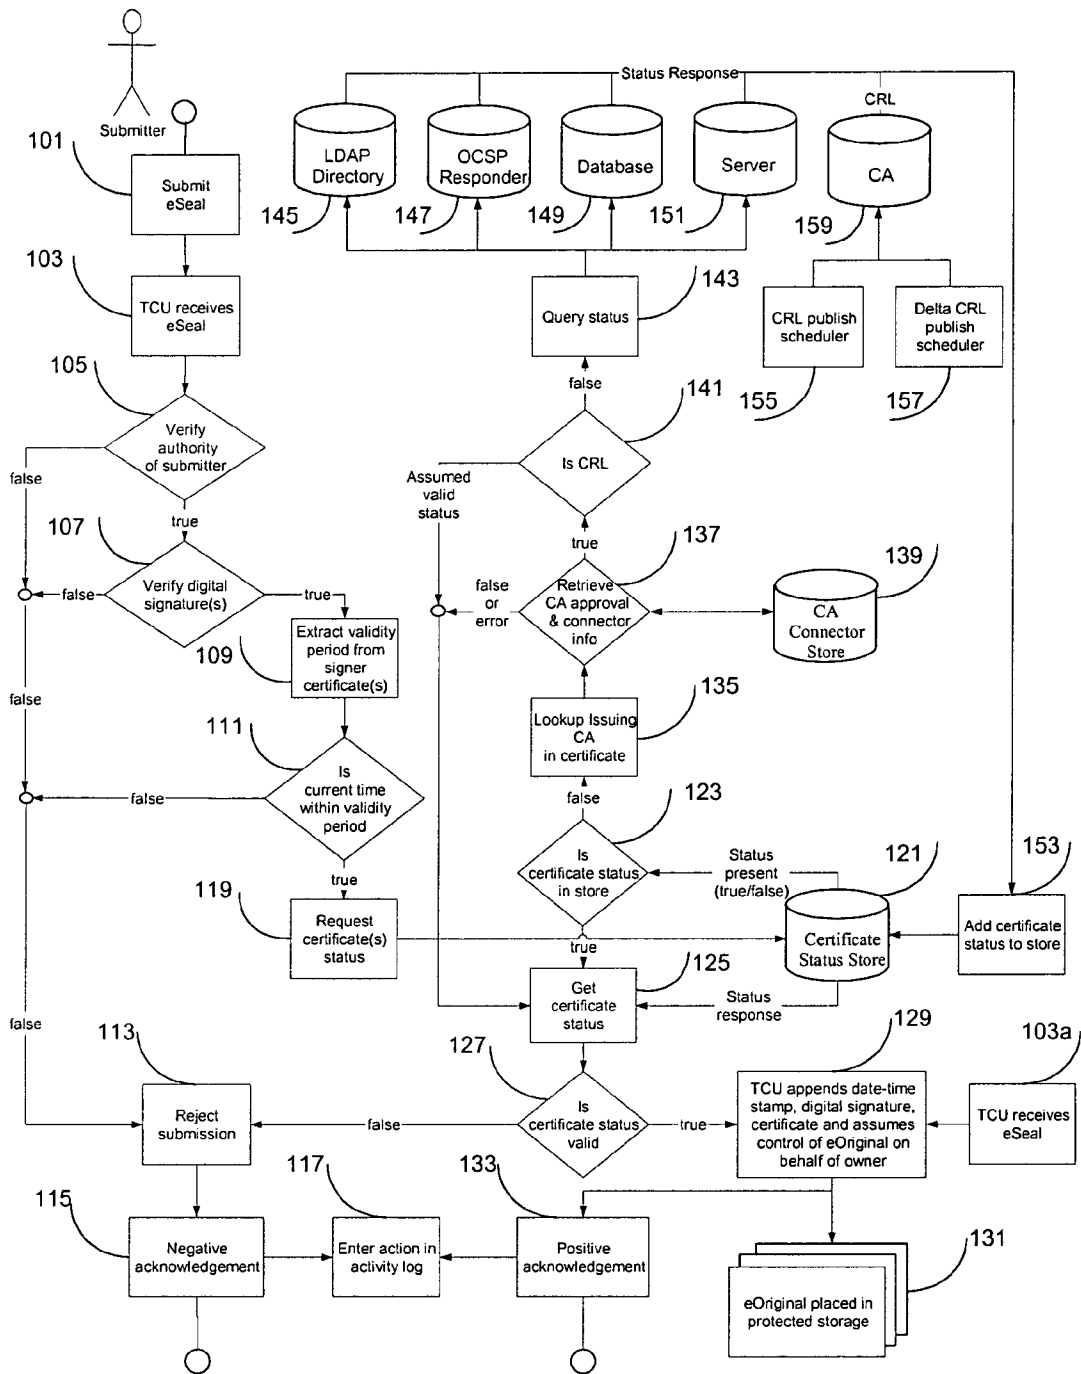 Submitter
101
Submit
eSeal
103
TCU receives
eSeal
105
Verify
authority
of submitter
false
true
107
Verify digital
signature(s)
false
true
109
Extract validity
period from
signer
certificate(s)
false
111
Is
current time
within validity
period
false
true
119
Request
certificate(s)
status
false
113
Reject
submission
115
Negative
acknowledgement
117
Enter action in
activity log
Status Response
LDAP
Directory
145
OCSP
Responder
147
Database
149
Server
151
CRL
CA
159
143
Query status
CRL publish
scheduler
155
Delta CRL
publish
scheduler
157
false
141
Is CRL
Assumed
valid
status
true
137
Retrieve
CA approval
& connector
info
false
or
error
139
CA
Connector
Store
135
Lookup Issuing
CA
in certificate
false
123
Is
certificate status
in store
Status
present
(true/false)
121
Certificate
Status Store
153
Add certificate
status to store
true
125
Get
certificate
status
Status
response
127
Is
certificate status
valid
false
true
129
TCU appends date-time
stamp, digital signature,
certificate and assumes
control of eOriginal on
behalf of owner
103a
TCU receives
eSeal
133
Positive
acknowledgement
131
eOriginal placed in
protected storage